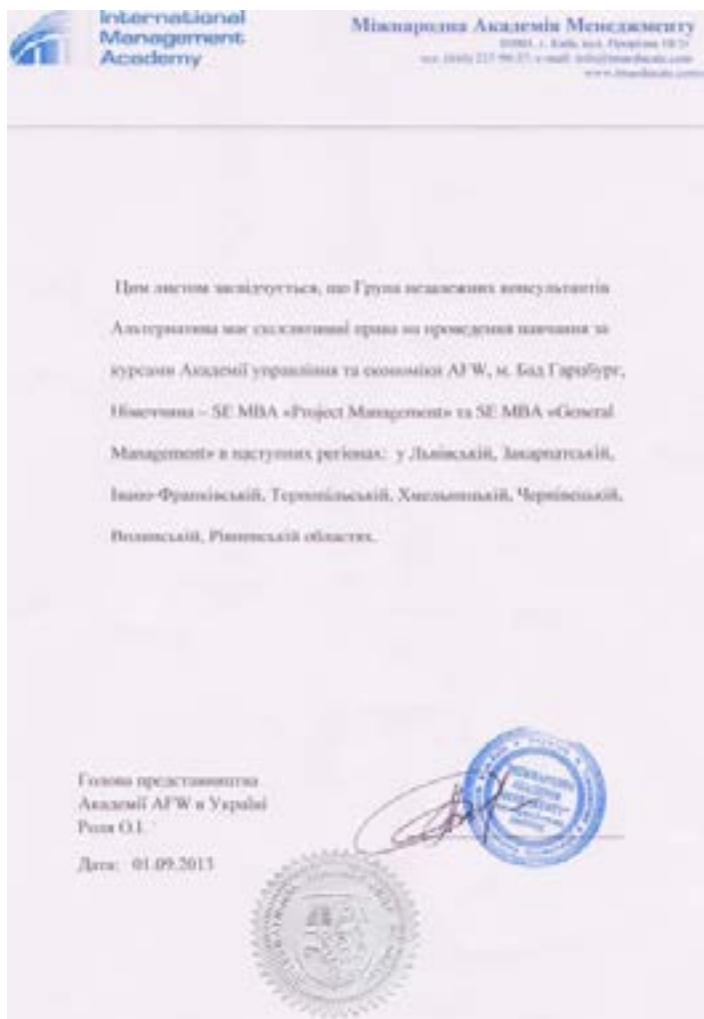 International
Management
Academy
Міжнародна Академія Менеджменту
Цим листом засвідчується, що Група незалежних консультантів
Альтернатива має ексклюзивні права на проведення навчання за
курсами Академії управління та економіки AFW, м. Бад Гарцбург,
Німеччина – SE MBA «Project Management» та SE MBA «General
Management» в наступних регіонах: у Львівській, Закарпатській,
Івано-Франківській, Тернопільській, Хмельницькій, Чернівецькій,
Волинській, Рівненській областях.
Голова представництва
Академії AFW в Україні
Дата: 01.09.2013